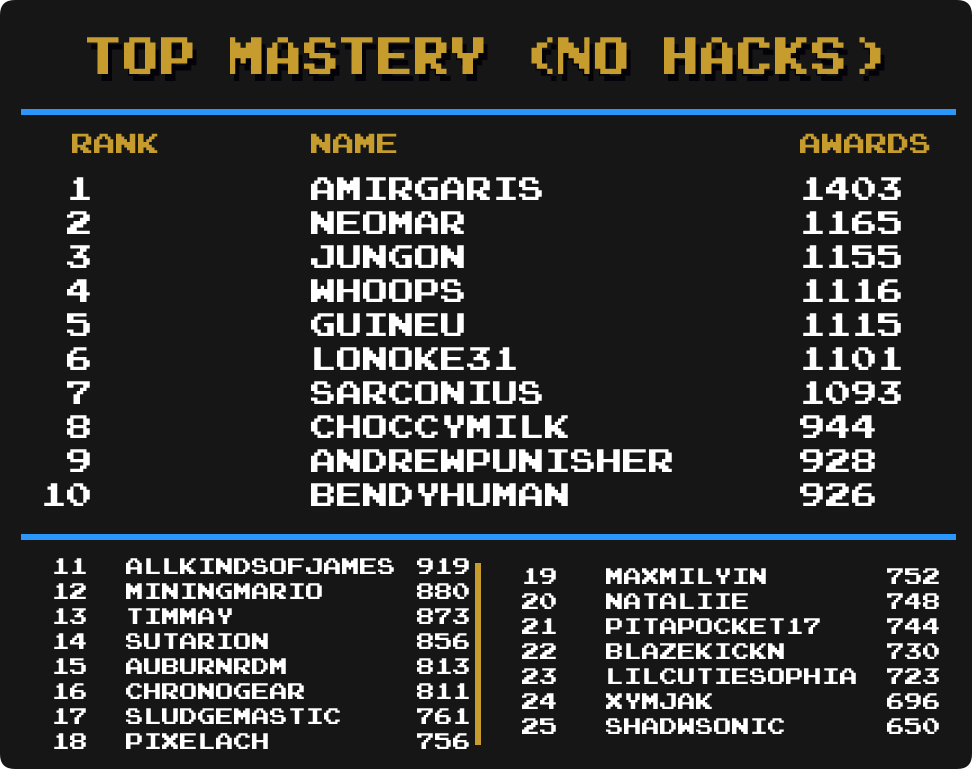 TOP MASTERY (NO HACKS)
RANK NAME AWARDS
1 AMIRGARIS 1403
2 NEOMAR 1165
3 JUNGON 1155
4 WHOOPS 1116
5 GUINEU 1115
6 LONOKE31 1101
7 SARCONIUS 1093
8 CHOCCYMILK 944
9 ANDREWPUNISHER 928
10 BENDYHUMAN 926
11 ALLKINDSOFJAMES 919
12 MININGMARIO 880
13 TIMMAY 873
14 SUTARION 856
15 AUBURNRDM 813
16 CHRONOGEAR 811
17 SLUDGEMASTIC 761
18 PIXELACH 756
19 MAXMILYIN 752
20 NATALIIE 748
21 PITAPOCKET17 744
22 BLAZEKICKN 730
23 LILCUTIESOPHIA 723
24 XYMJAK 696
25 SHADWSONIC 650